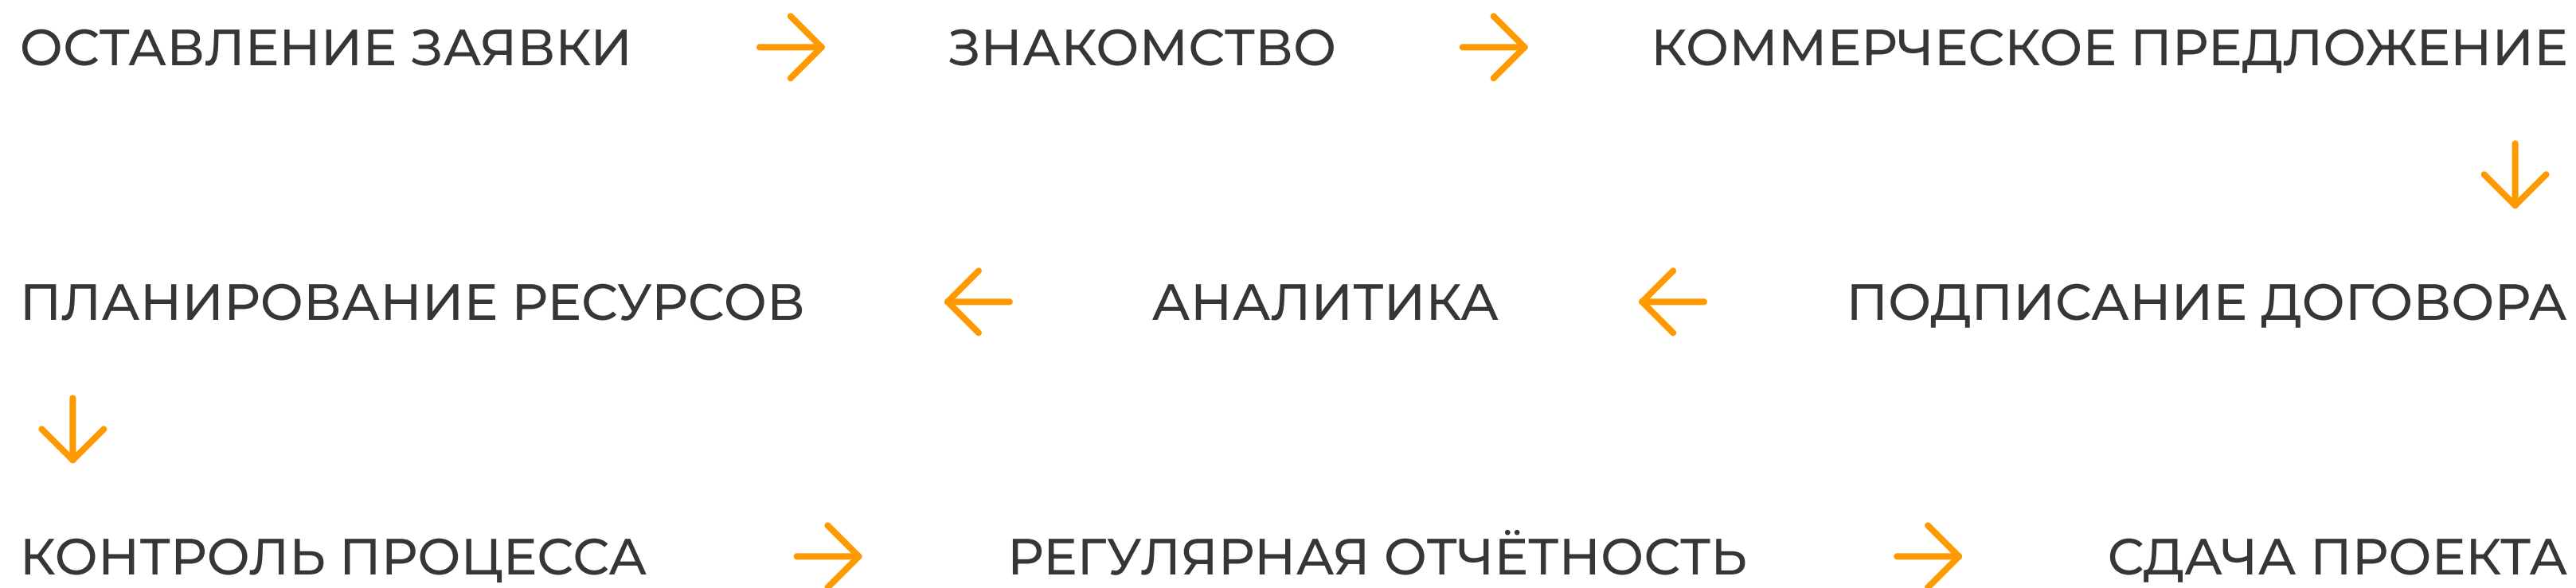 ОСТАВЛЕНИЕ ЗАЯВКИ → ЗНАКОМСТВО → КОММЕРЧЕСКОЕ ПРЕДЛОЖЕНИЕ
↓
ПЛАНИРОВАНИЕ РЕСУРСОВ ← АНАЛИТИКА ← ПОДПИСАНИЕ ДОГОВОРА
↓
КОНТРОЛЬ ПРОЦЕССА → РЕГУЛЯРНАЯ ОТЧЁТНОСТЬ → СДАЧА ПРОЕКТА